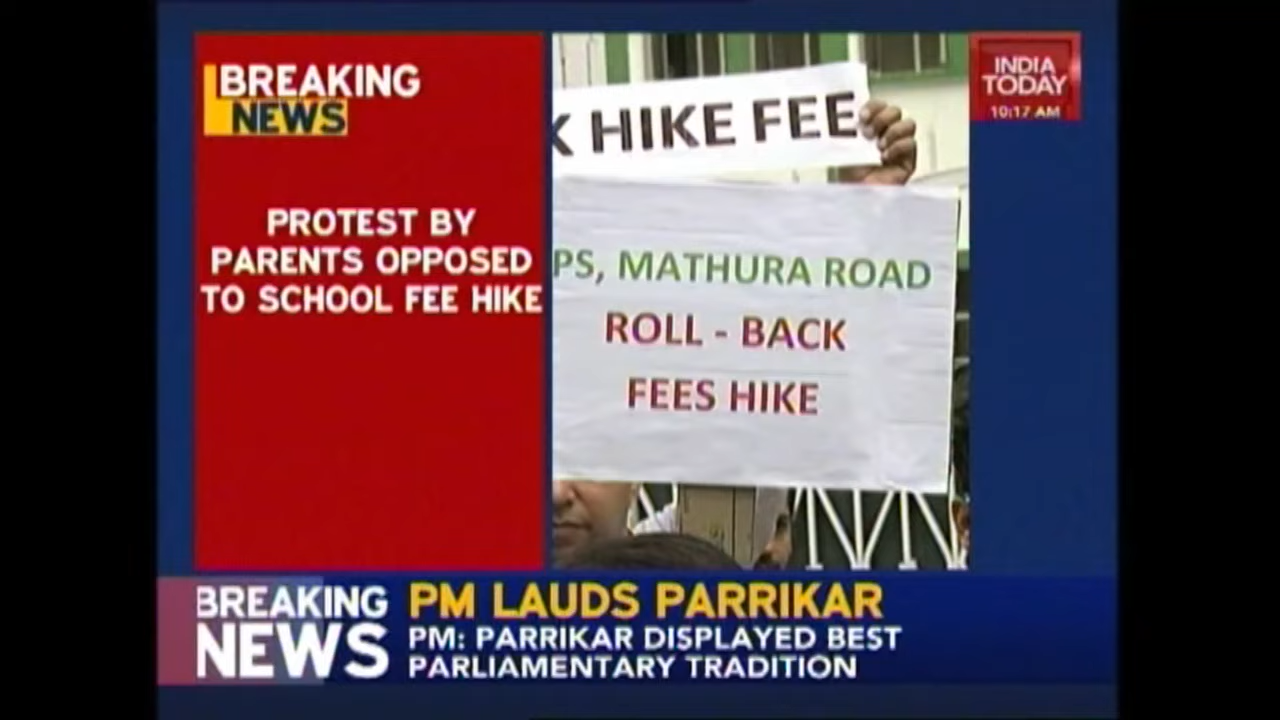 BREAKING
NEWS
PROTEST BY
PARENTS OPPOSED
TO SCHOOL FEE HIKE
HIKE FEE
PS, MATHURA ROAD
ROLL - BACK
FEES HIKE
INDIA
TODAY
10:17 AM
BREAKING
NEWS
PM LAUDS PARRIKAR
PM: PARRIKAR DISPLAYED BEST
PARLIAMENTARY TRADITION